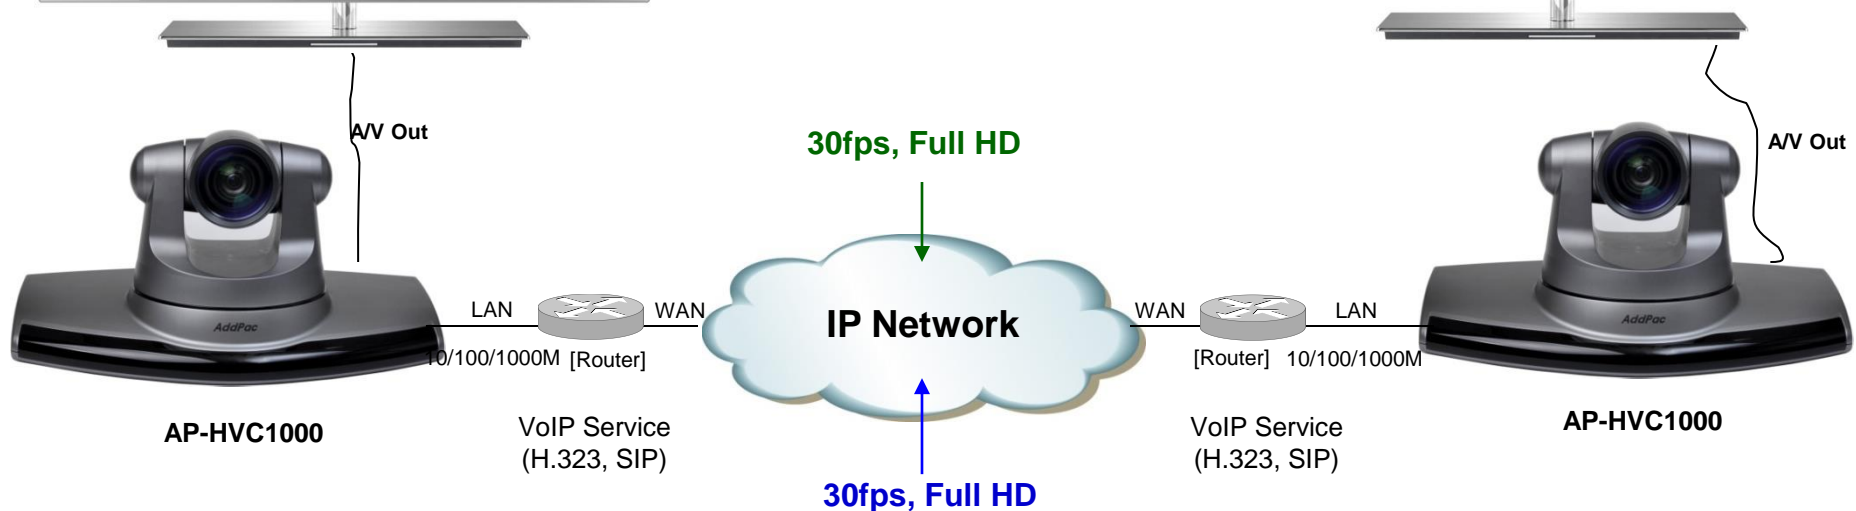 A/V Out
A/V Out
30fps, Full HD
AddPac
LAN
WAN
IP Network
WAN
LAN
AddPac
10/100/1000M
[Router]
[Router]
10/100/1000M
AP-HVC1000
VoIP Service
(H.323, SIP)
VoIP Service
(H.323, SIP)
AP-HVC1000
30fps, Full HD